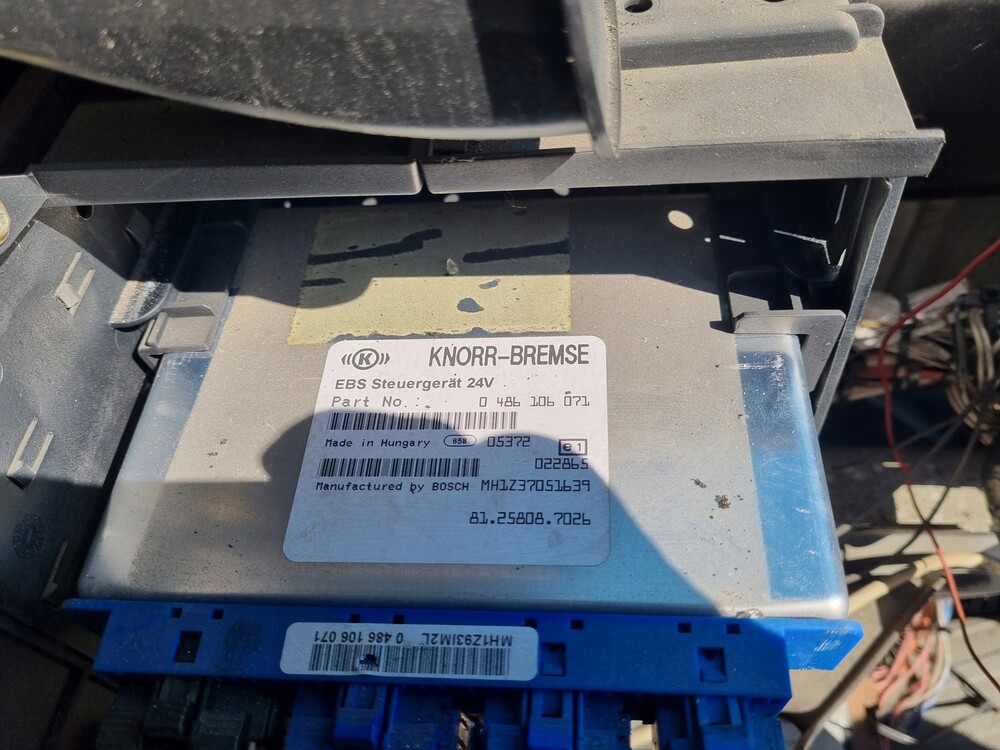 K KNORR-BREMSE
EBS Steuergerät 24V
Part No.: 0 486 106 071
Made in Hungary 658 05372 e1
022865
Manufactured by BOSCH MH1Z37051639
81.25808.7026
MH1Z93IM2L 0 486 106 071